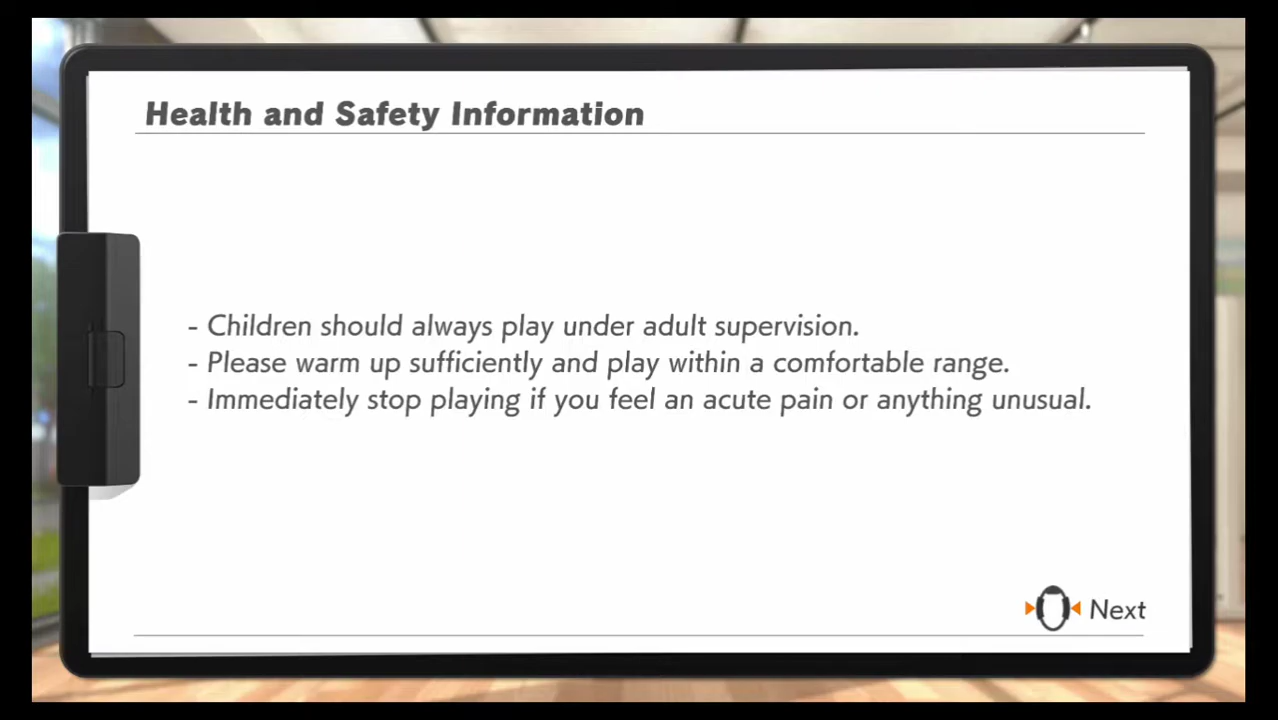 Health and Safety Information
- Children should always play under adult supervision.
- Please warm up sufficiently and play within a comfortable range.
- Immediately stop playing if you feel an acute pain or anything unusual.
Next